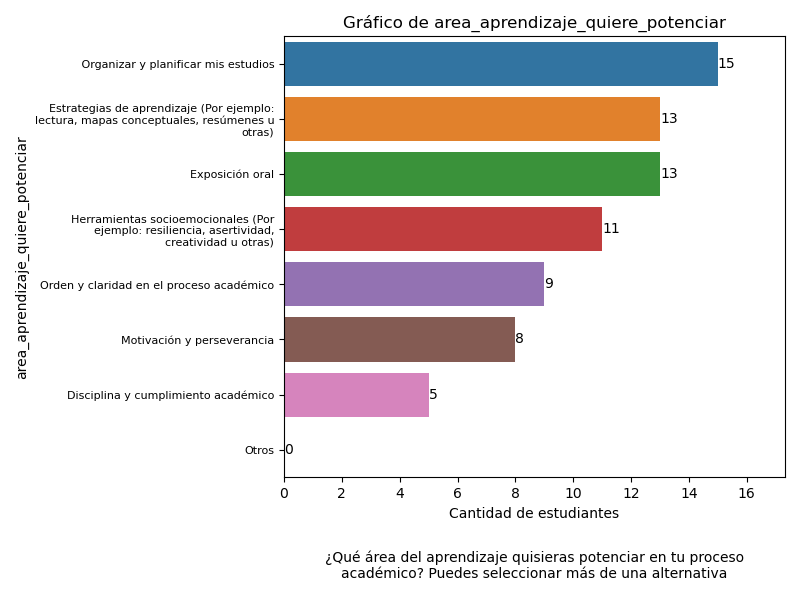 Gráfico de area_aprendizaje_quiere_potenciar
area_aprendizaje_quiere_potenciar
Organizar y planificar mis estudios
15
Estrategias de aprendizaje (Por ejemplo:
lectura, mapas conceptuales, resúmenes u
otras)
13
Exposición oral
13
Herramientas socioemocionales (Por
ejemplo: resiliencia, asertividad,
creatividad u otras)
11
Orden y claridad en el proceso académico
9
Motivación y perseverancia
8
Disciplina y cumplimiento académico
5
Otros
0
0 2 4 6 8 10 12 14 16
Cantidad de estudiantes
¿Qué área del aprendizaje quisieras potenciar en tu proceso
académico? Puedes seleccionar más de una alternativa